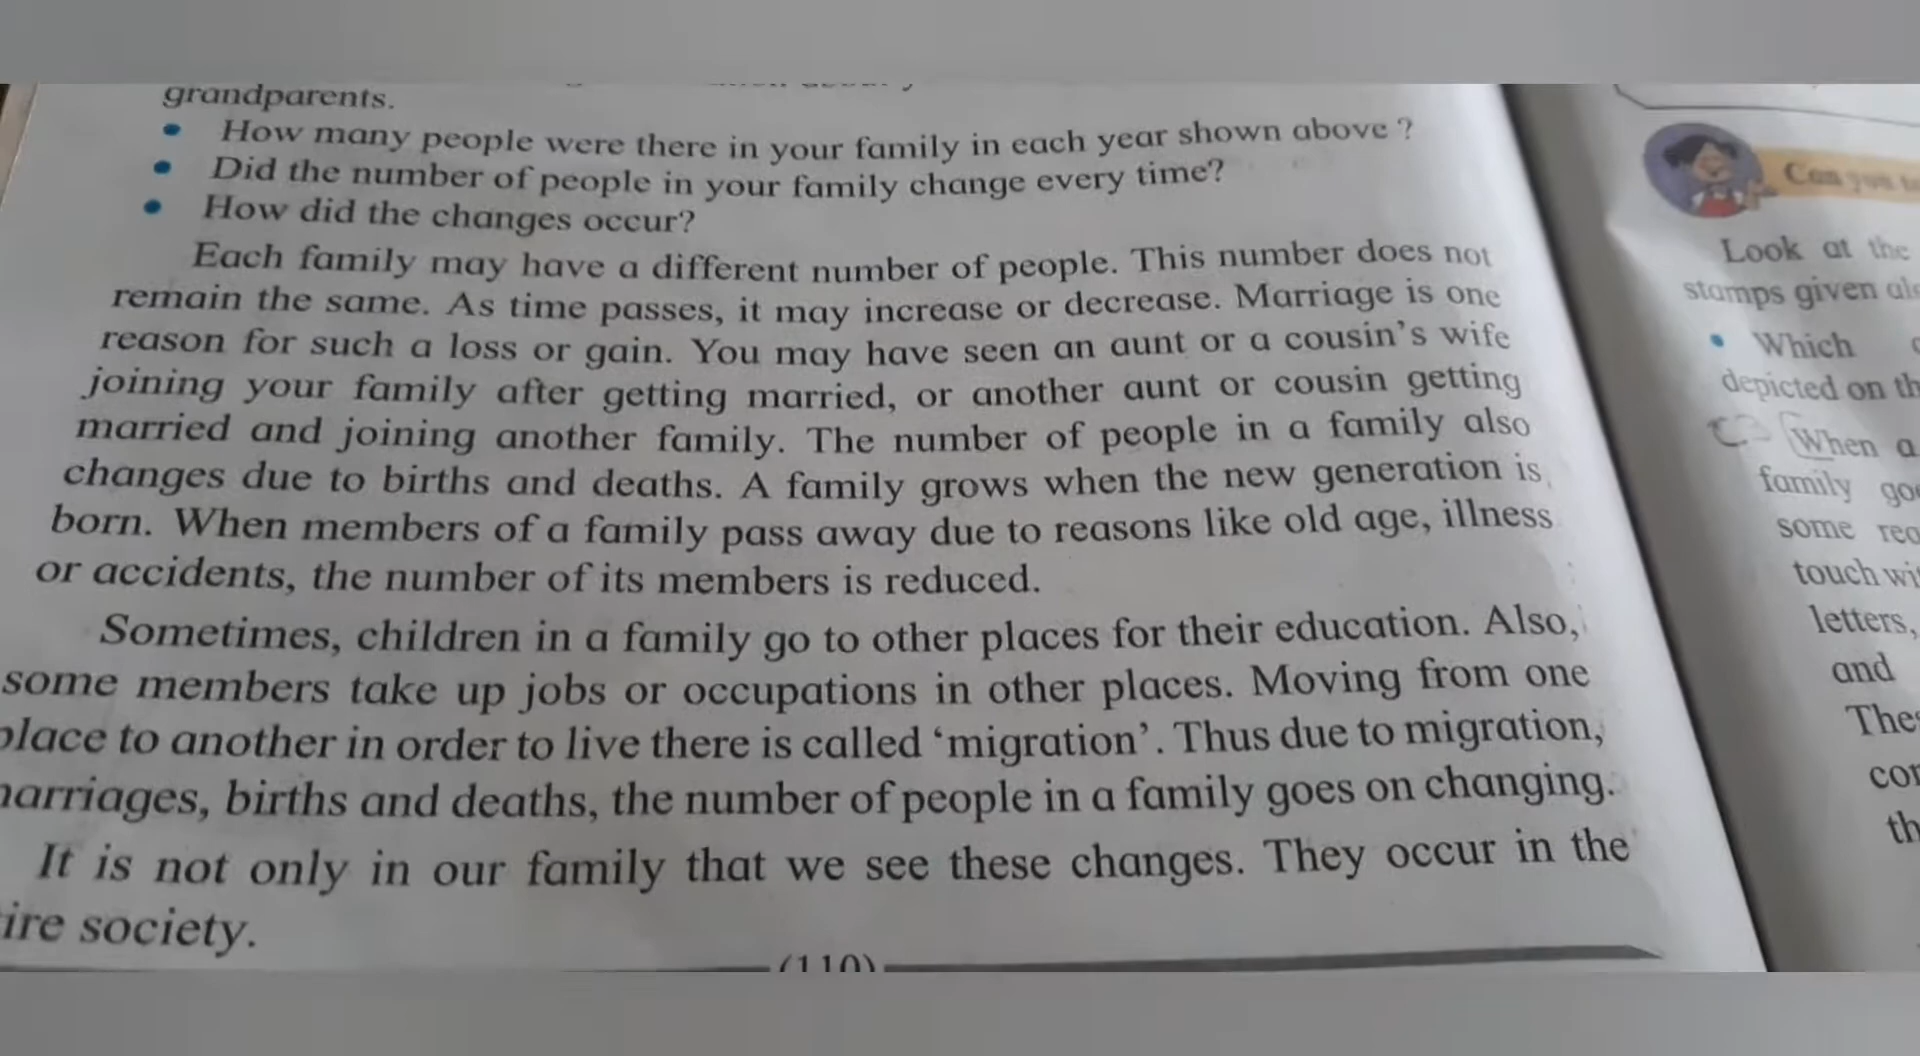 grandparents.
• How many people were there in your family in each year shown above ?
• Did the number of people in your family change every time?
• How did the changes occur?
Each family may have a different number of people. This number does not
remain the same. As time passes, it may increase or decrease. Marriage is one
reason for such a loss or gain. You may have seen an aunt or a cousin's wife
joining your family after getting married, or another aunt or cousin getting
married and joining another family. The number of people in a family also
changes due to births and deaths. A family grows when the new generation is
born. When members of a family pass away due to reasons like old age, illness
or accidents, the number of its members is reduced.
Sometimes, children in a family go to other places for their education. Also,
some members take up jobs or occupations in other places. Moving from one
place to another in order to live there is called ‘migration’. Thus due to migration,
marriages, births and deaths, the number of people in a family goes on changing.
It is not only in our family that we see these changes. They occur in the
ire society.
(110)
Can you
Look at the
stamps given
• Which
depicted on
When a
family
some
touch
letters,
and